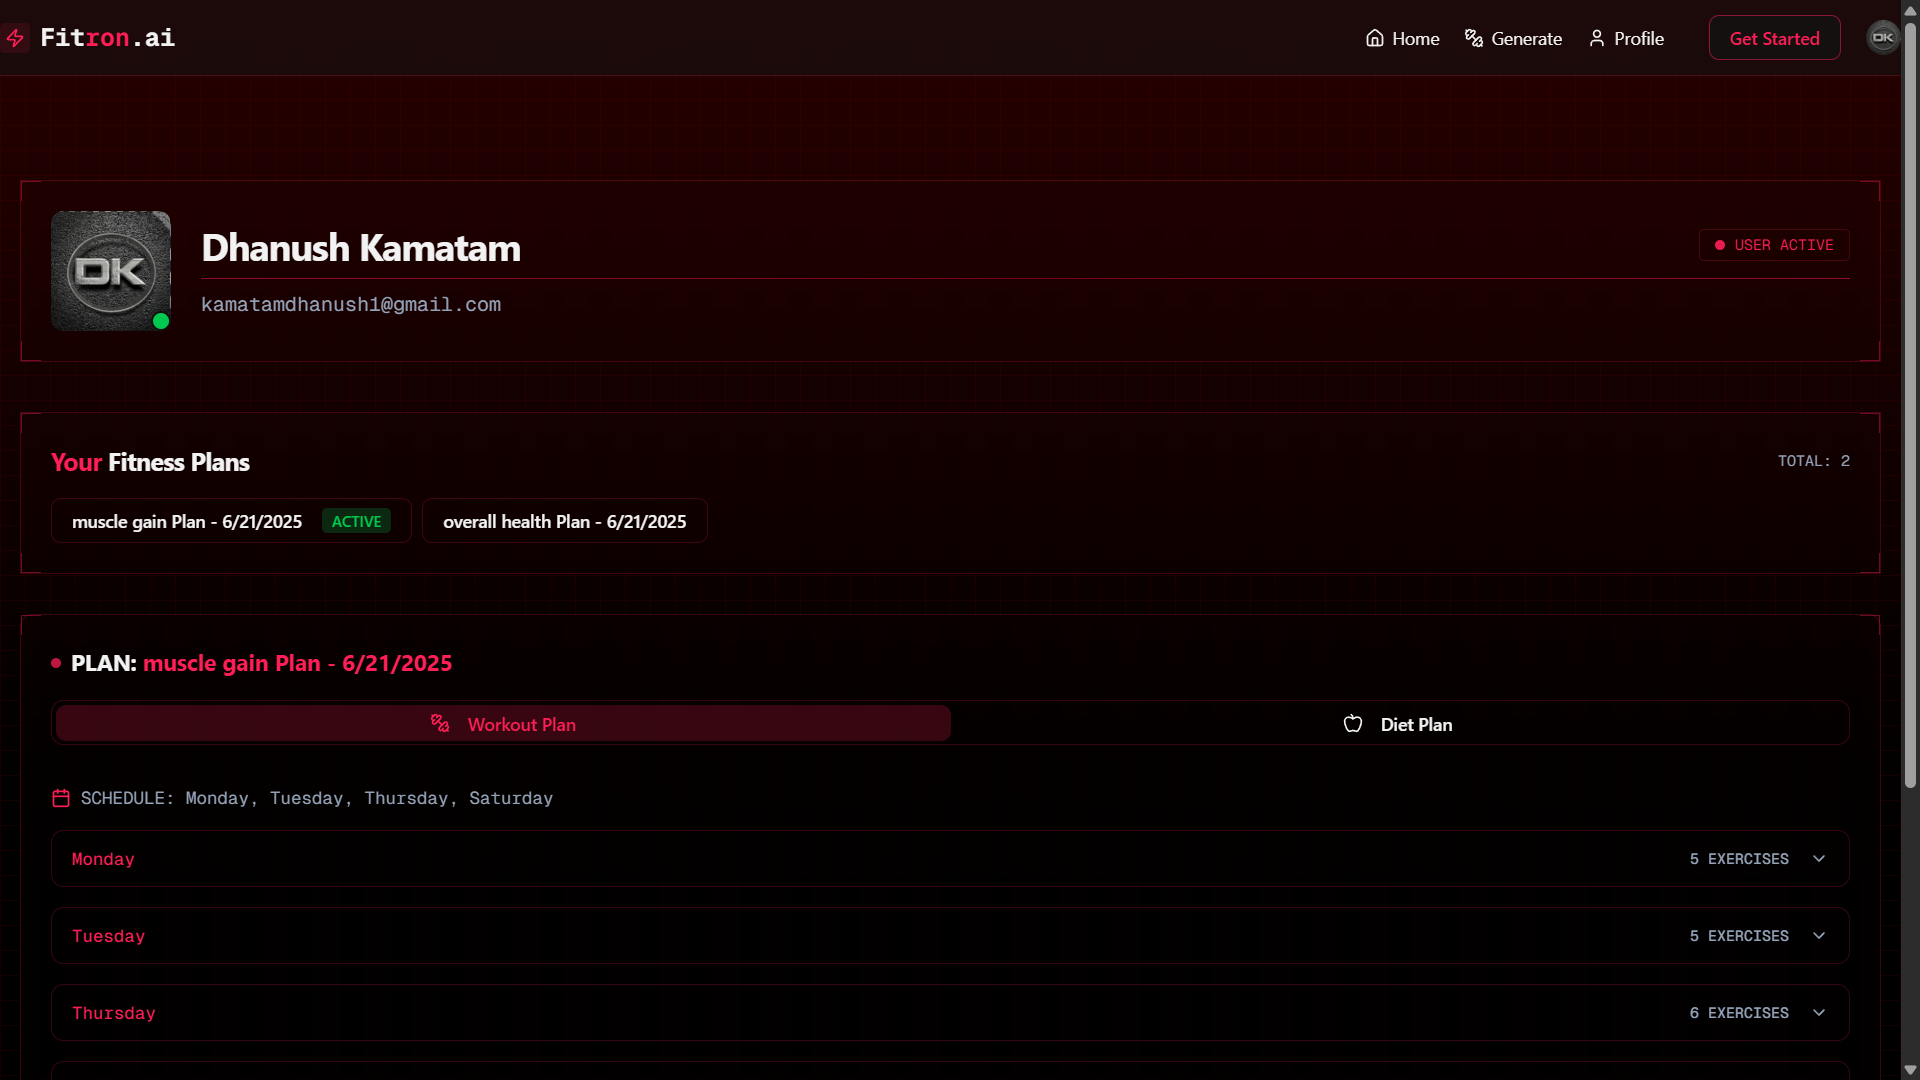 Fitron.ai
Home Generate Profile Get Started DK
DK
Dhanush Kamatam
USER ACTIVE
kamatamdhanush1@gmail.com
Your Fitness Plans
TOTAL: 2
muscle gain Plan - 6/21/2025 ACTIVE overall health Plan - 6/21/2025
PLAN: muscle gain Plan - 6/21/2025
Workout Plan Diet Plan
SCHEDULE: Monday, Tuesday, Thursday, Saturday
Monday 5 EXERCISES
Tuesday 5 EXERCISES
Thursday 6 EXERCISES